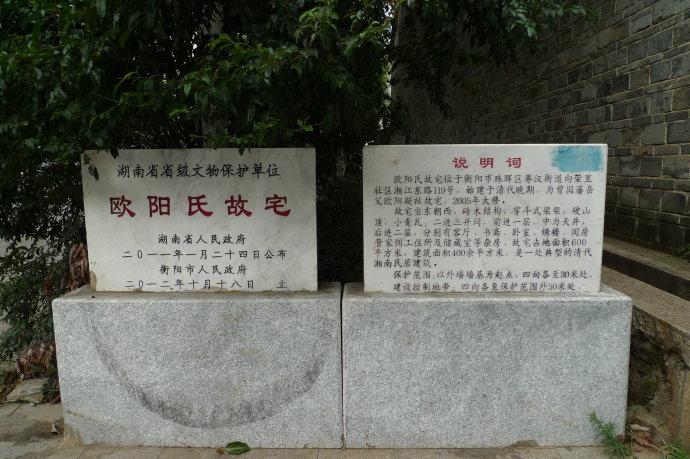 湖南省省级文物保护单位
欧阳氏故宅
湖南省人民政府
二〇一一年一月二十四日公布
衡阳市人民政府
二〇一二年十月十八日 立
说明词
欧阳氏故宅位于衡阳市珠晖区粤汉街道向荣里
社区湘江东路119号，始建于清代晚期，为曾国藩岳
父欧阳凝祉故宅，2005年大修。
故宅坐东朝西，砖木结构，穿斗式梁架，硬山
顶，小青瓦，二进三开间，前进一层，中为天井，
后进二层，分别有客厅、书斋、卧室、绣楼、闺房
管家佣工住所及储藏室等杂房，故宅占地面积600
平方米，建筑面积400余平方米，是一处典型的清代
湘南民居建筑。
保护范围：以外墙墙基为起点，四向各至30米处。
建设控制地带：四向各至保护范围外50米处。